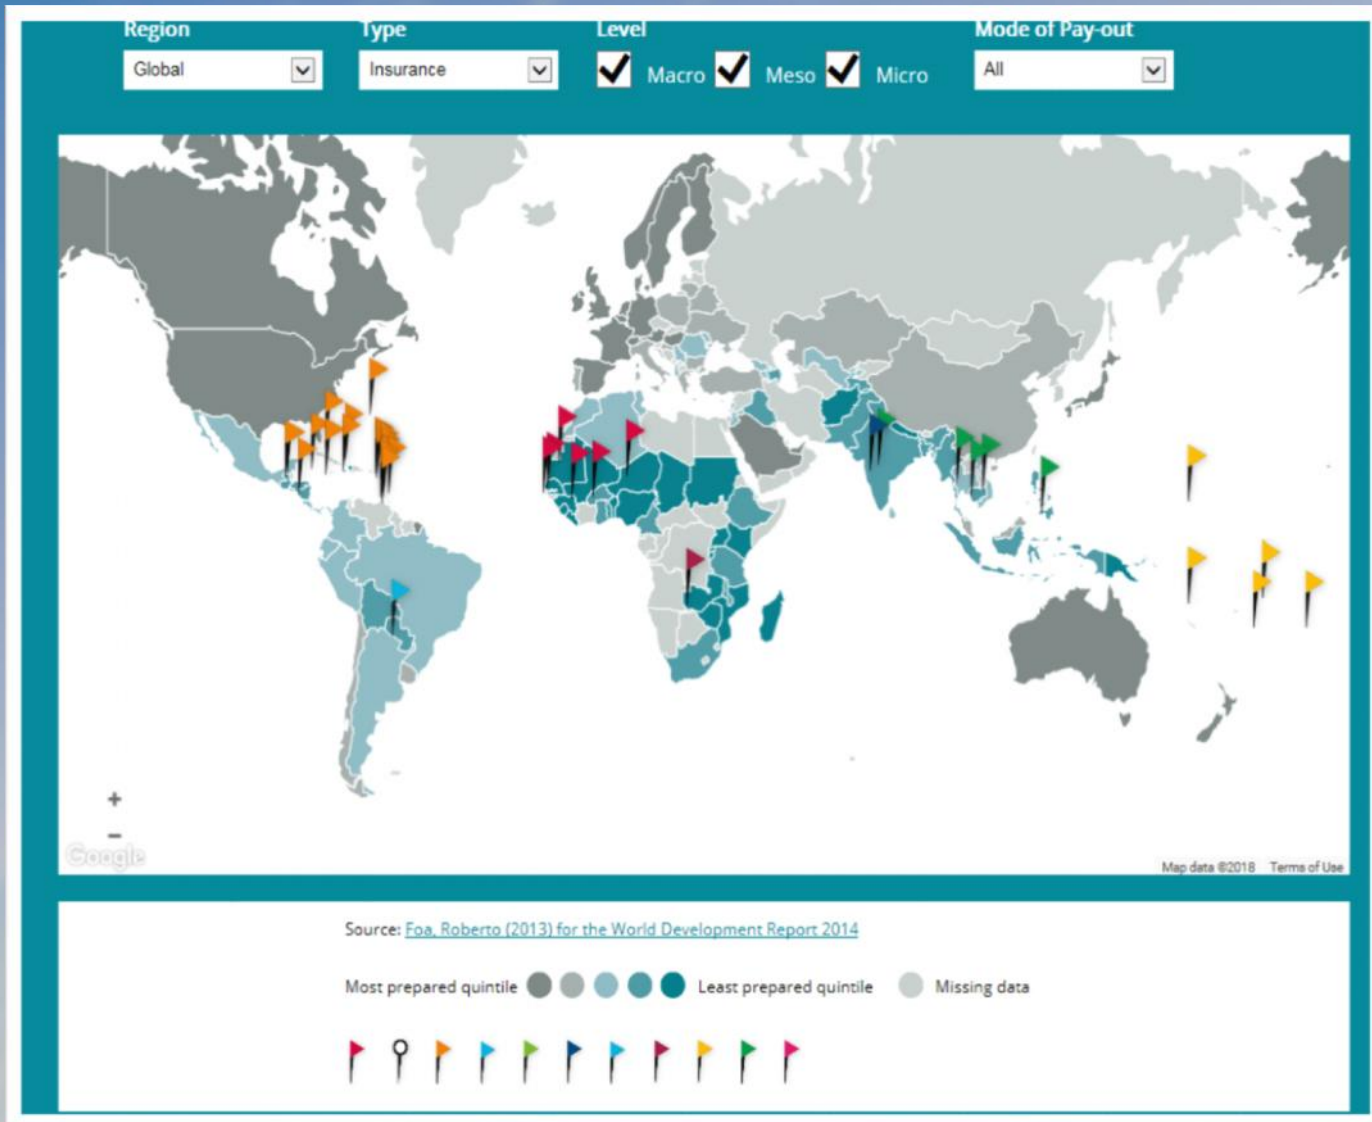 Region Type Level Mode of Pay-out
Global Insurance Macro Meso Micro All
+
−
Google
Map data ©2018 Terms of Use
Source: Foa, Roberto (2013) for the World Development Report 2014
Most prepared quintile Least prepared quintile Missing data